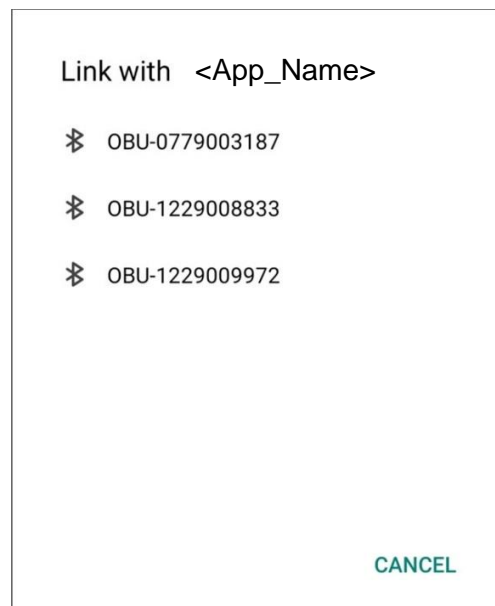 Link with <App_Name>
OBU-0779003187
OBU-1229008833
OBU-1229009972
CANCEL